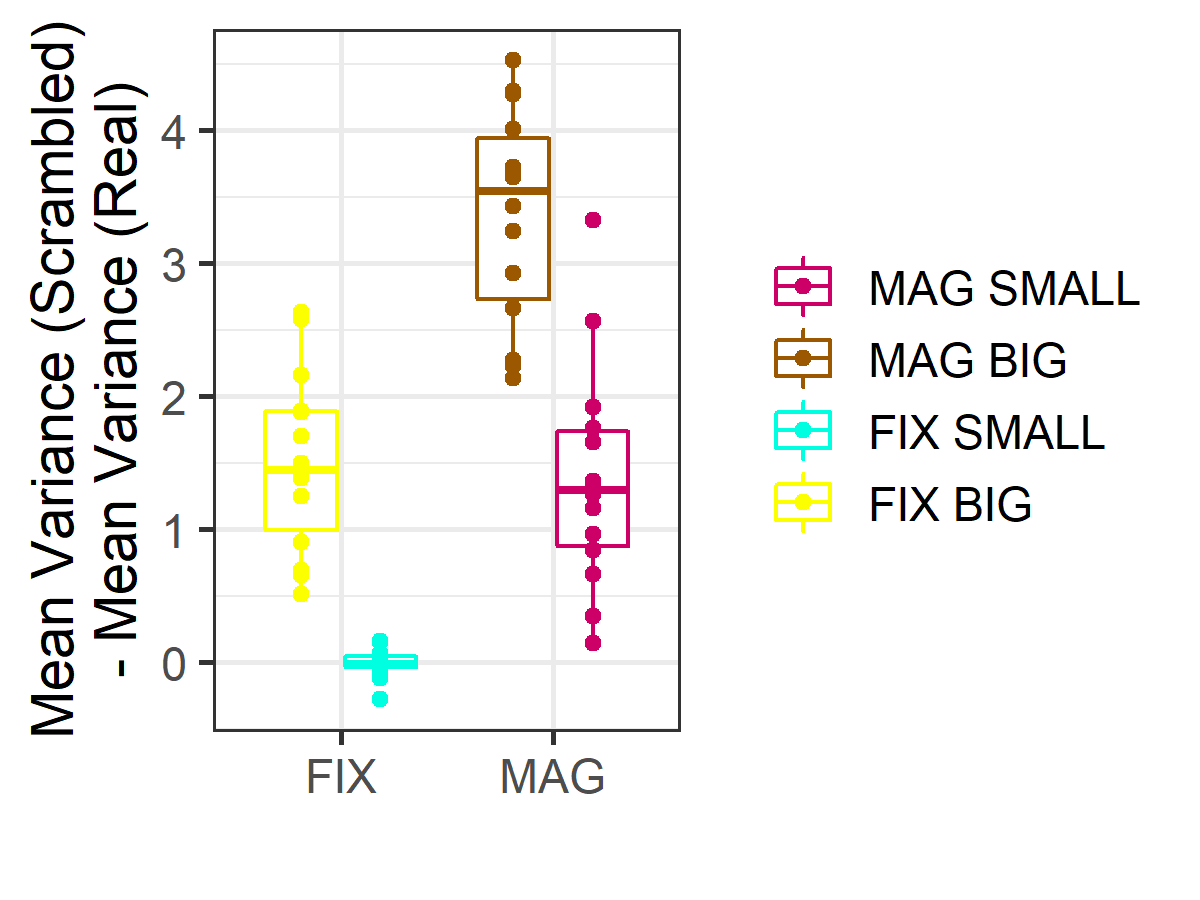 Mean Variance (Scrambled)
- Mean Variance (Real)
4
3
2
1
0
FIX
MAG
MAG SMALL
MAG BIG
FIX SMALL
FIX BIG